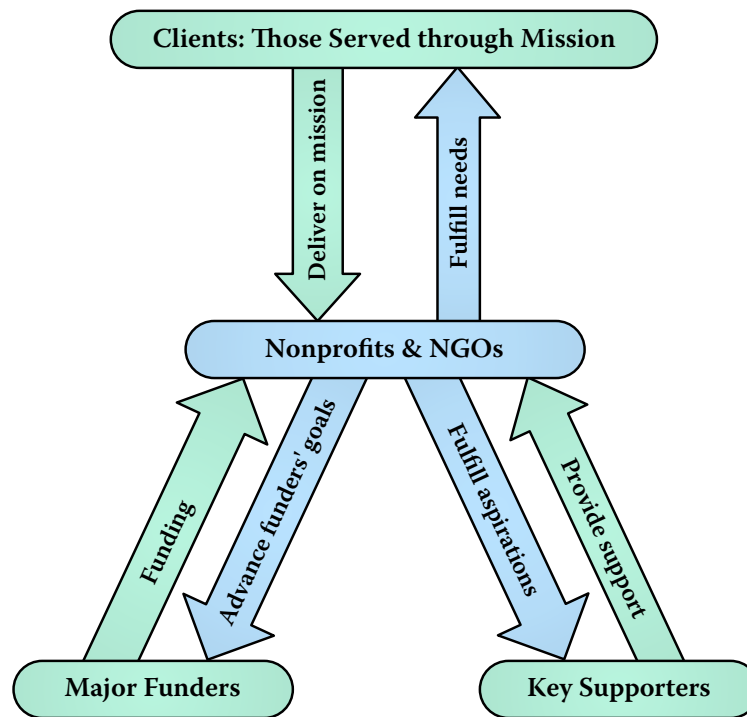 Clients: Those Served through Mission
Deliver on mission
Fulfill needs
Nonprofits & NGOs
Funding
Advance funders' goals
Fulfill aspirations
Provide support
Major Funders
Key Supporters